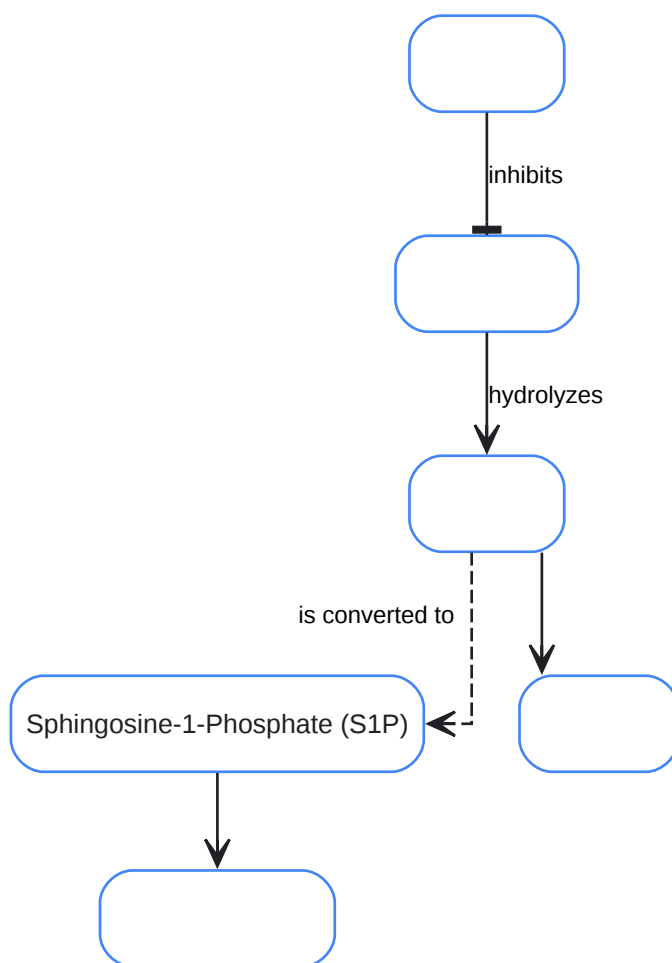 inhibits
hydrolyzes
is converted to
Sphingosine-1-Phosphate (S1P)